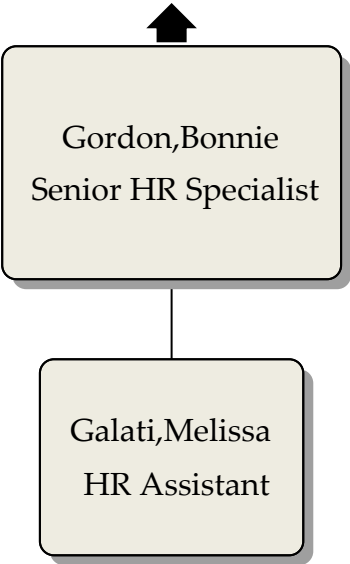 Gordon,Bonnie
Senior HR Specialist
Galati,Melissa
HR Assistant